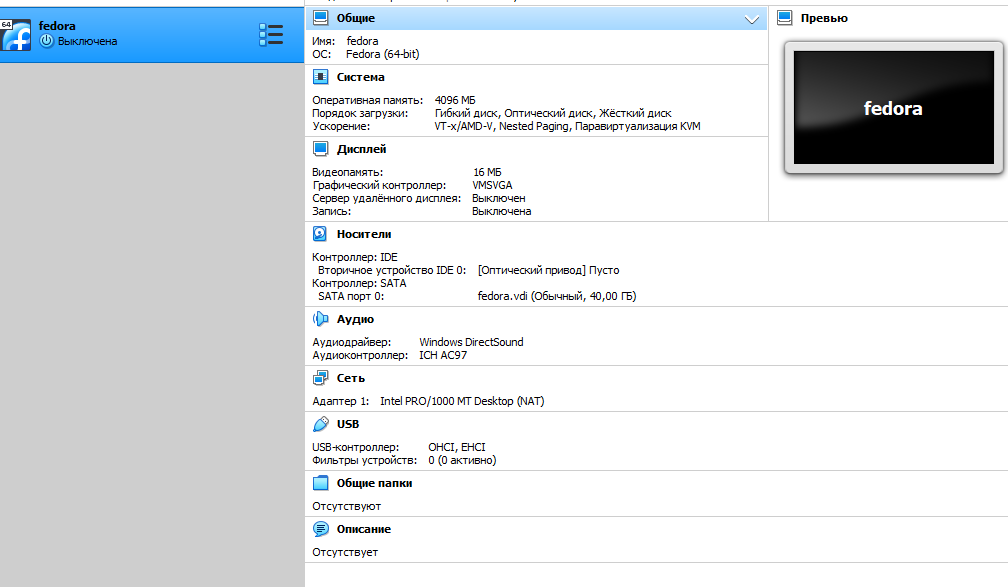 64
fedora
Выключена
Общие
Имя: fedora
ОС: Fedora (64-bit)
Система
Оперативная память: 4096 МБ
Порядок загрузки: Гибкий диск, Оптический диск, Жёсткий диск
Ускорение: VT-x/AMD-V, Nested Paging, Паравиртуализация KVM
Дисплей
Видеопамять: 16 МБ
Графический контроллер: VMSVGA
Сервер удалённого дисплея: Выключен
Запись: Выключена
Превью
fedora
Носители
Контроллер: IDE
Вторичное устройство IDE 0: [Оптический привод] Пусто
Контроллер: SATA
SATA порт 0: fedora.vdi (Обычный, 40,00 ГБ)
Аудио
Аудиодрайвер: Windows DirectSound
Аудиоконтроллер: ICH AC97
Сеть
Адаптер 1: Intel PRO/1000 MT Desktop (NAT)
USB
USB-контроллер: OHCI, EHCI
Фильтры устройств: 0 (0 активно)
Общие папки
Отсутствуют
Описание
Отсутствует